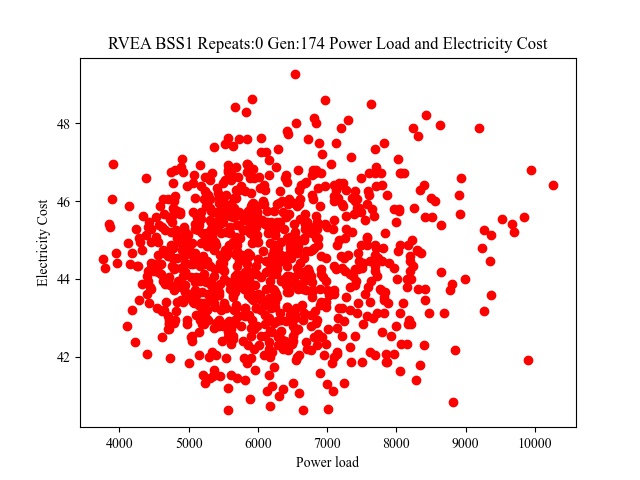 RVEA BSS1 Repeats:0 Gen:174 Power Load and Electricity Cost
48
46
44
42
Electricity Cost
4000 5000 6000 7000 8000 9000 10000
Power load